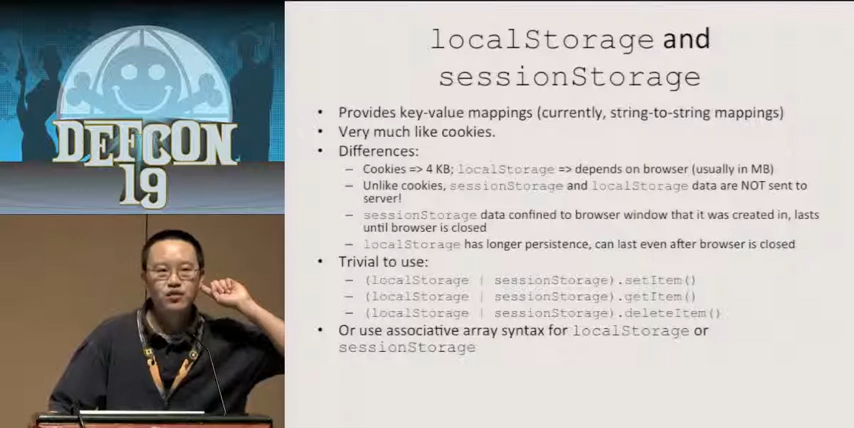 DEFCON
19
localStorage and
sessionStorage
• Provides key-value mappings (currently, string-to-string mappings)
• Very much like cookies.
• Differences:
– Cookies => 4 KB; localStorage => depends on browser (usually in MB)
– Unlike cookies, sessionStorage and localStorage data are NOT sent to
server!
– sessionStorage data confined to browser window that it was created in, lasts
until browser is closed
– localStorage has longer persistence, can last even after browser is closed
• Trivial to use:
– (localStorage | sessionStorage).setItem()
– (localStorage | sessionStorage).getItem()
– (localStorage | sessionStorage).deleteItem()
• Or use associative array syntax for localStorage or
sessionStorage